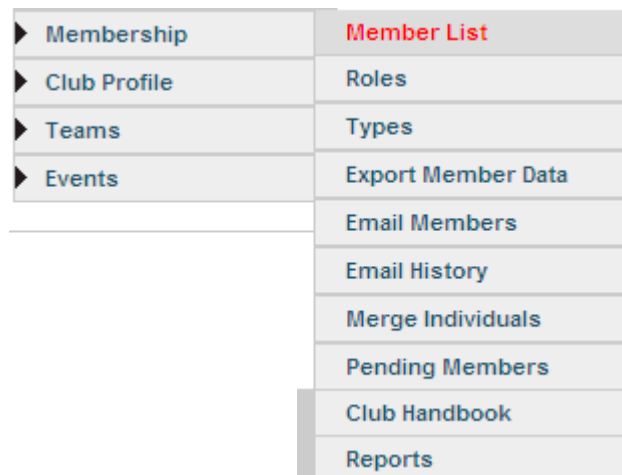 Membership
Club Profile
Teams
Events
Member List
Roles
Types
Export Member Data
Email Members
Email History
Merge Individuals
Pending Members
Club Handbook
Reports